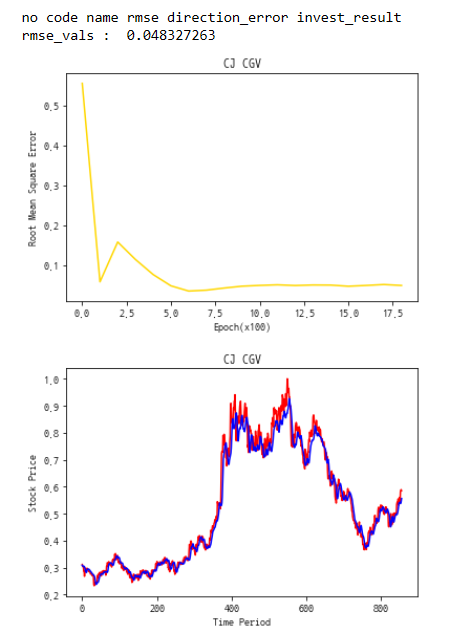 no code name rmse direction_error invest_result
rmse_vals :  0.048327263
CJ CGV
0,5
0,4
0,3
0,2
0,1
Root Mean Square Error
0,0 2,5 5,0 7,5 10,0 12,5 15,0 17,5
Epoch(x100)
CJ CGV
1,0
0,9
0,8
0,7
0,6
0,5
0,4
0,3
0,2
Stock Price
0 200 400 600 800
Time Period